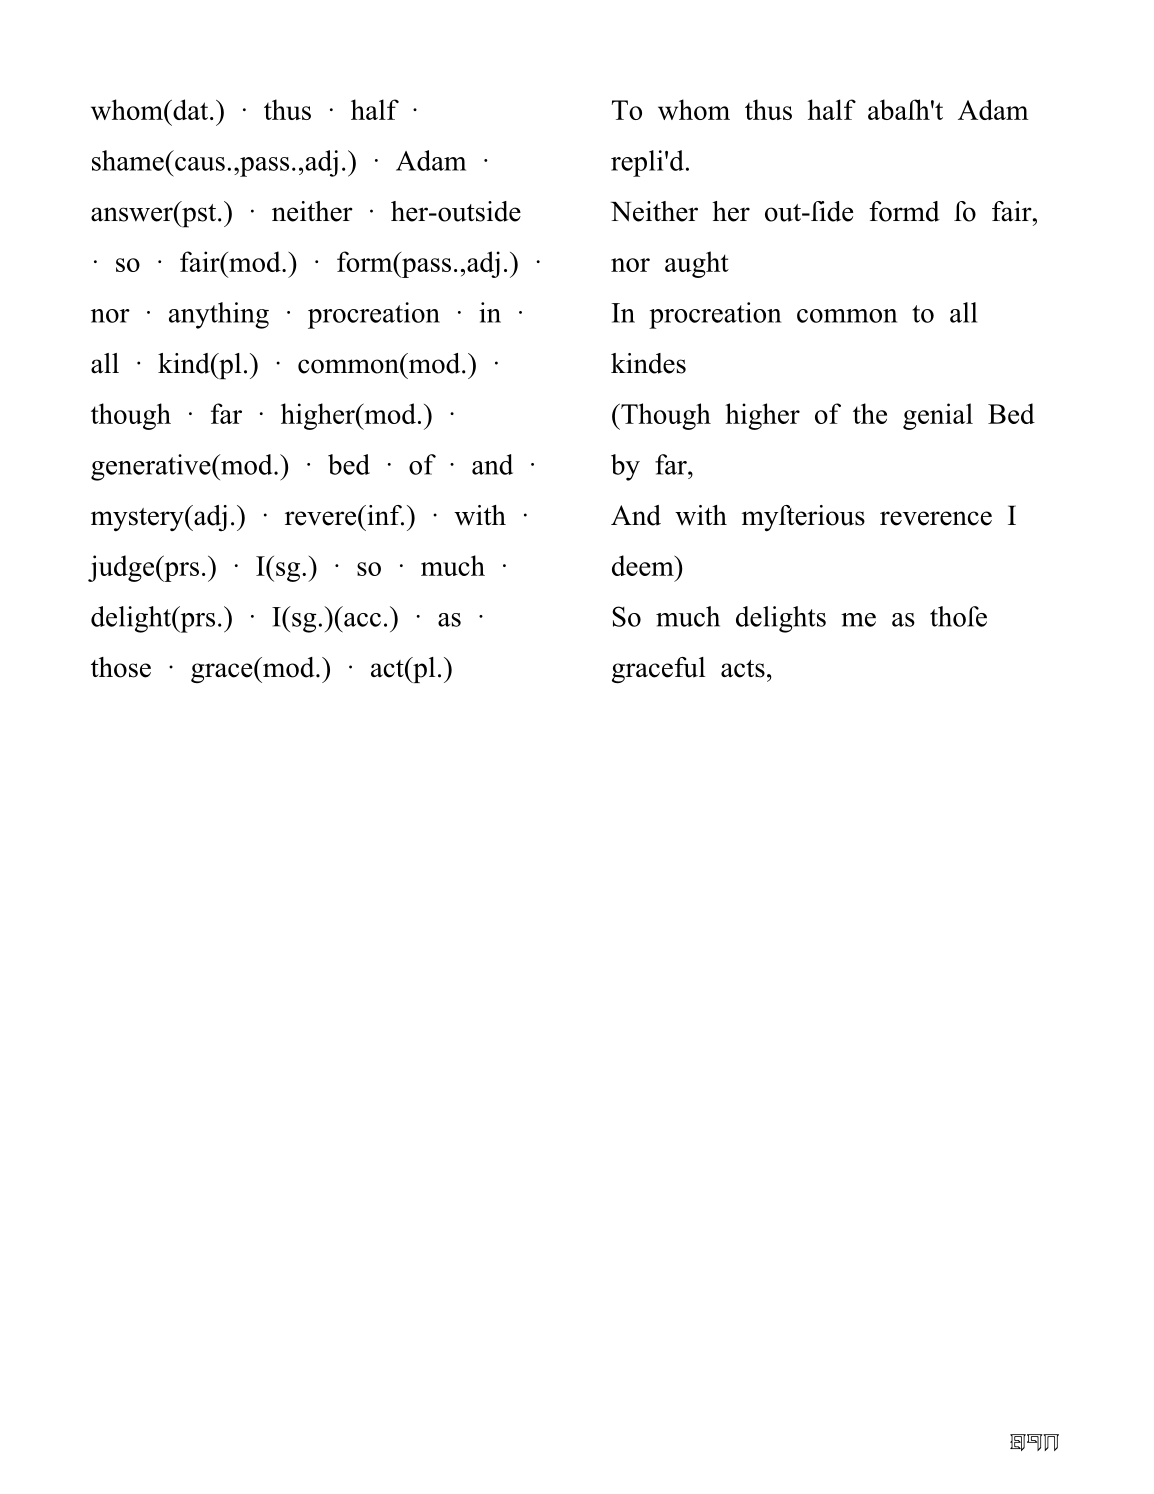 whom(dat.) · thus · half ·
shame(caus.,pass.,adj.) · Adam ·
answer(pst.) · neither · her-outside
· so · fair(mod.) · form(pass.,adj.) ·
nor · anything · procreation · in ·
all · kind(pl.) · common(mod.) ·
though · far · higher(mod.) ·
generative(mod.) · bed · of · and ·
mystery(adj.) · revere(inf.) · with ·
judge(prs.) · I(sg.) · so · much ·
delight(prs.) · I(sg.)(acc.) · as ·
those · grace(mod.) · act(pl.)
To whom thus half abaſh't Adam
repli'd.
Neither her out-ſide formd ſo fair,
nor aught
In procreation common to all
kindes
(Though higher of the genial Bed
by far,
And with myſterious reverence I
deem)
So much delights me as thoſe
graceful acts,